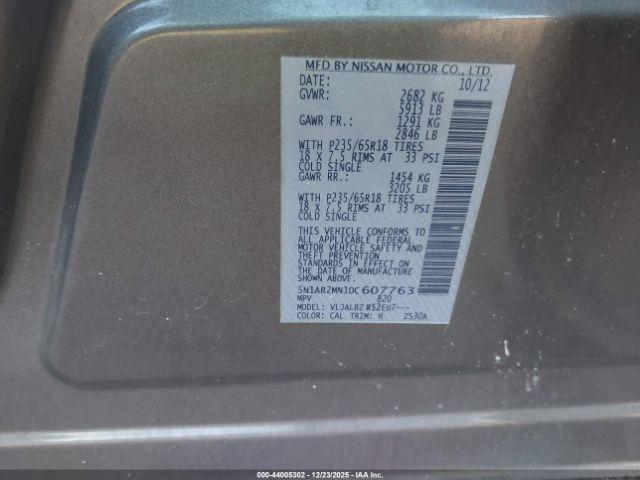 MFD BY NISSAN MOTOR CO., LTD.
DATE: 10/12
GVWR: 2682 KG
5913 LB
GAWR FR.: 1291 KG
2846 LB
WITH P235/65R18 TIRES
18 X 7.5 RIMS AT 33 PSI
COLD SINGLE
GAWR RR.: 1454 KG
3205 LB
WITH P235/65R18 TIRES
18 X 7.5 RIMS AT 33 PSI
COLD SINGLE
THIS VEHICLE CONFORMS TO
ALL APPLICABLE FEDERAL
MOTOR VEHICLE SAFETY AND
THEFT PREVENTION
STANDARDS IN EFFECT ON
THE DATE OF MANUFACTURE
SHOWN ABOVE.
5N1AR2MN1DC607763
MPV 820
MODEL: VLJALBZ R52EU7---
COLOR: CAL TRIM: H ZS30A
000-44005302 - 12/23/2025 - IAA Inc.